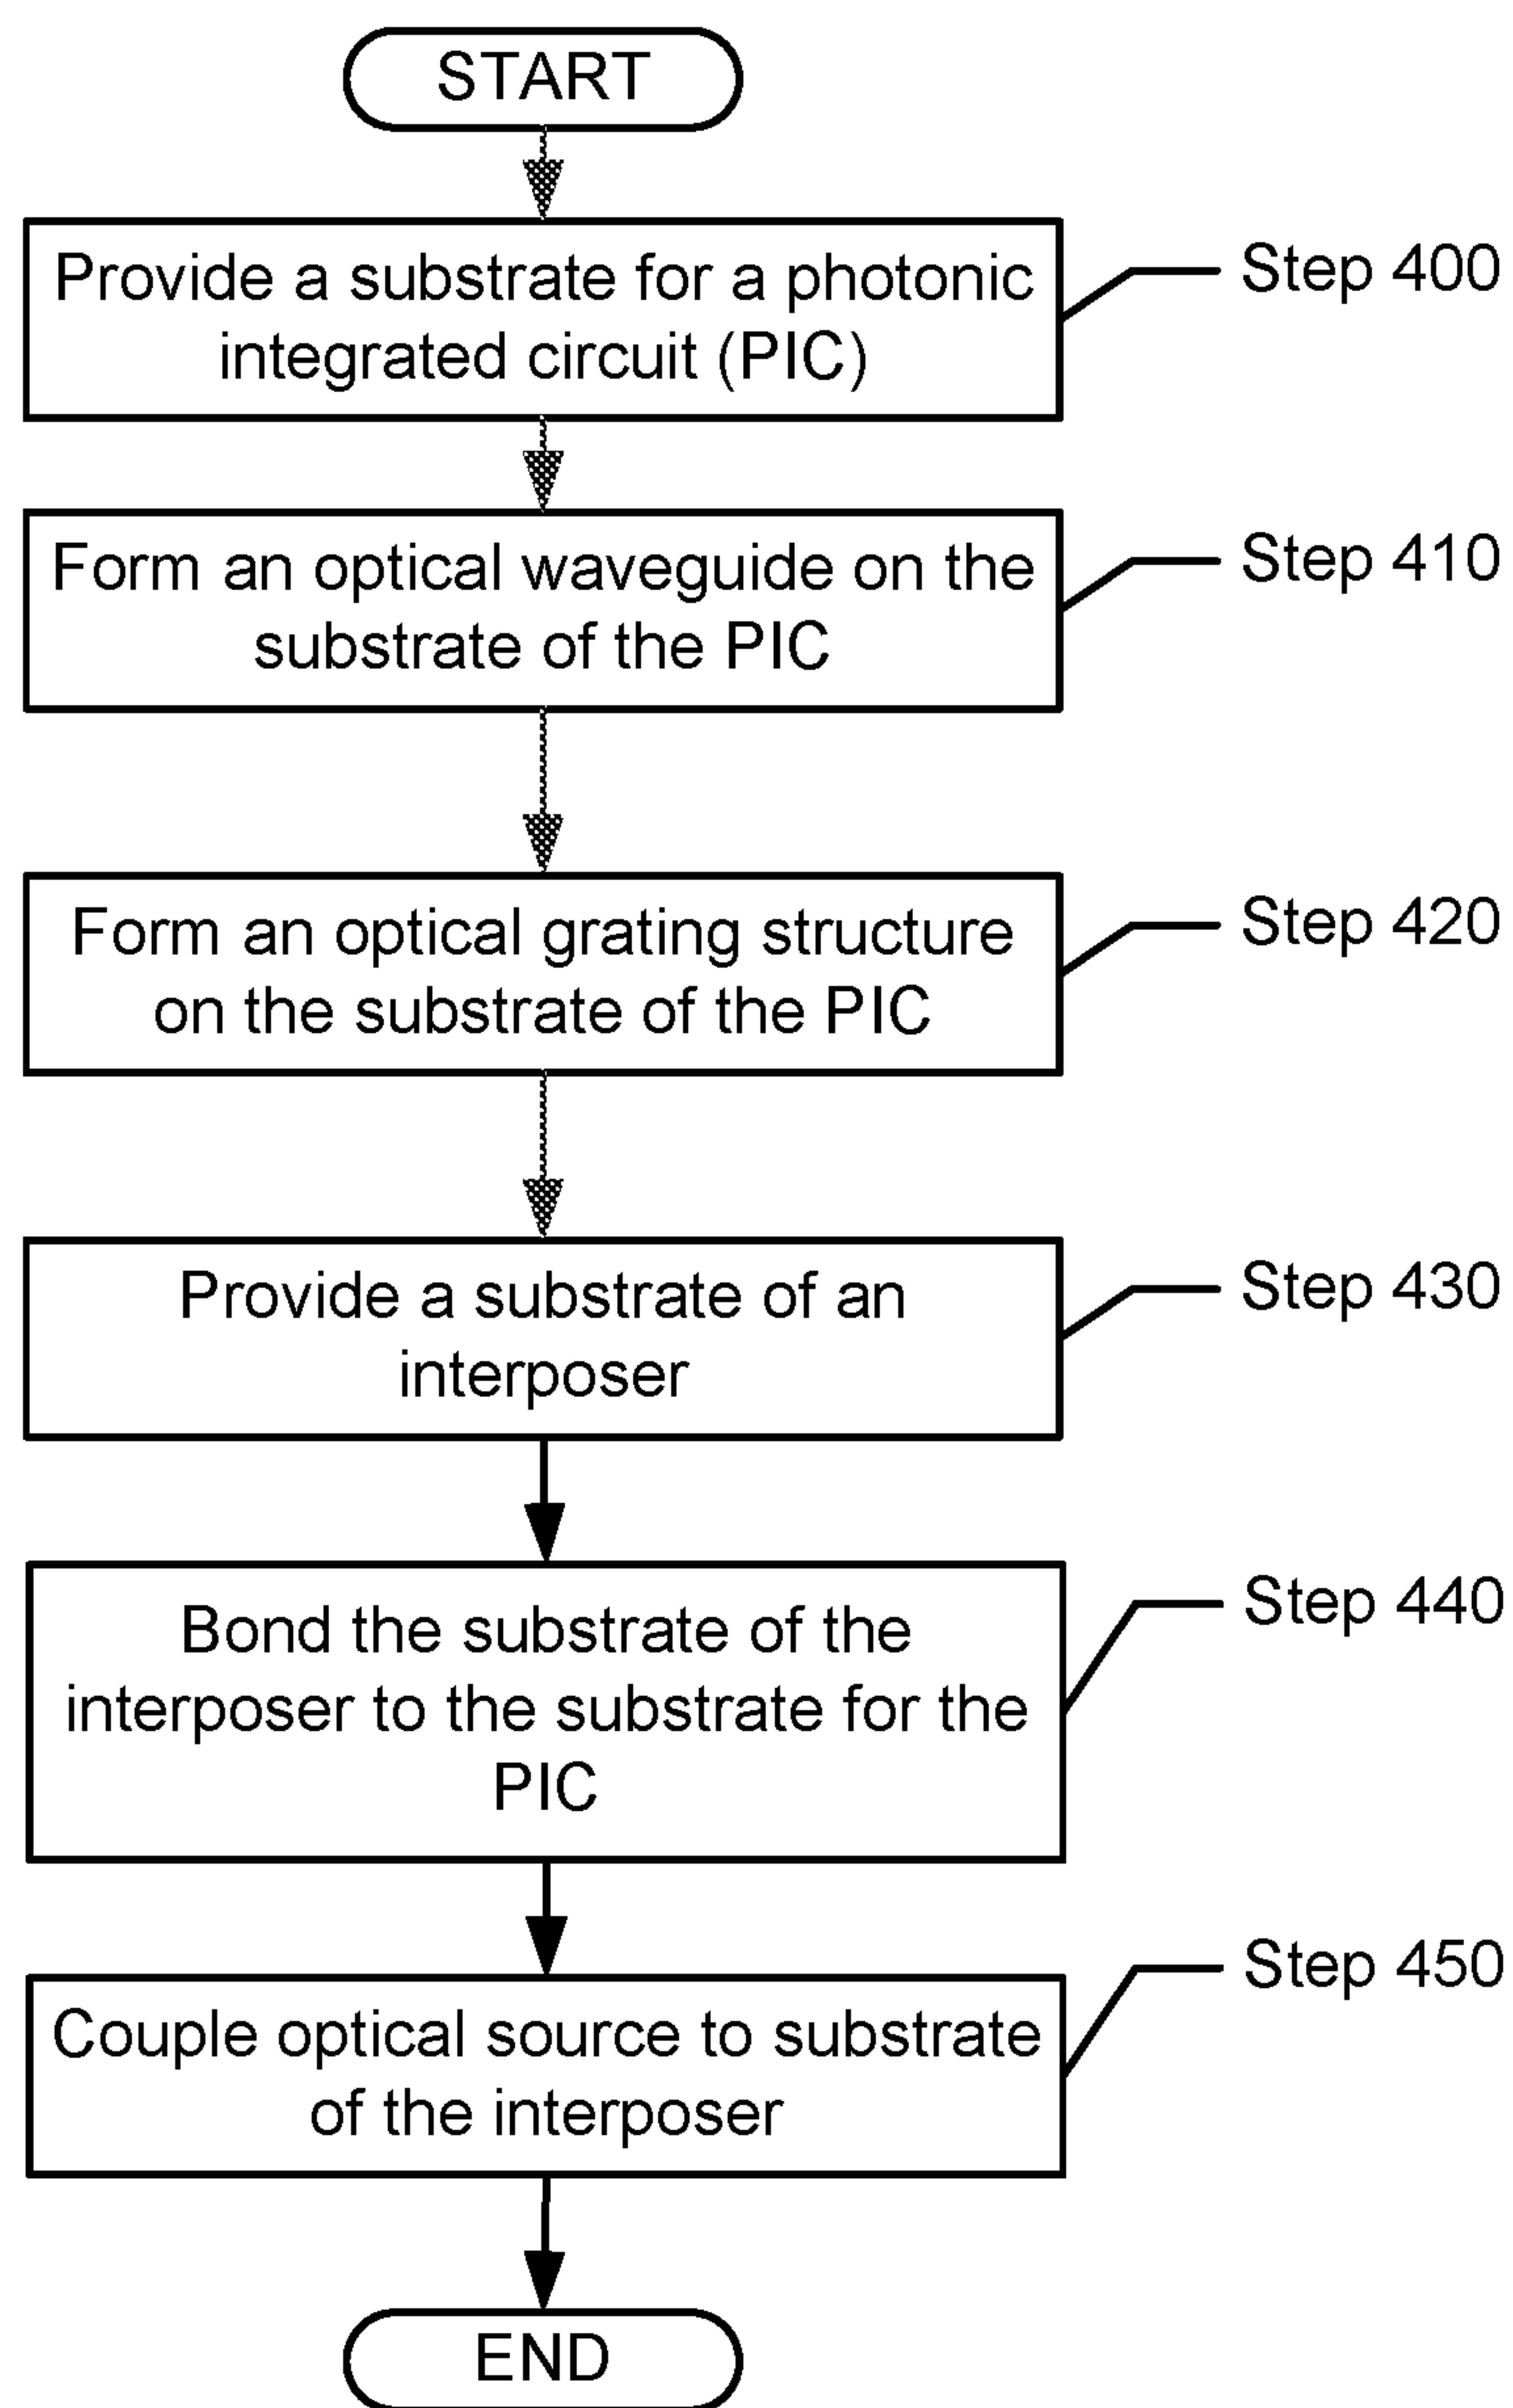 START
Provide a substrate for a photonic
integrated circuit (PIC)
Step 400
Form an optical waveguide on the
substrate of the PIC
Step 410
Form an optical grating structure
on the substrate of the PIC
Step 420
Provide a substrate of an
interposer
Step 430
Bond the substrate of the
interposer to the substrate for the
PIC
Step 440
Couple optical source to substrate
of the interposer
Step 450
END